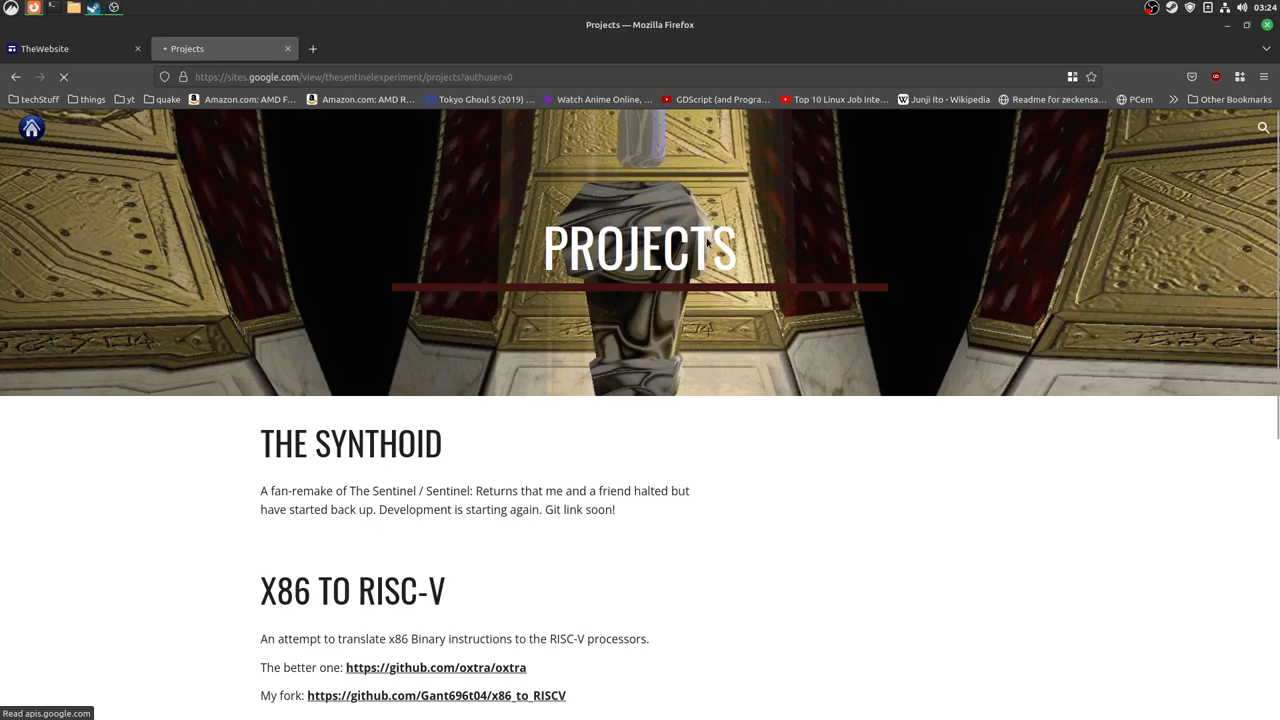 03:24
Projects — Mozilla Firefox
TheWebsite
Projects
https://sites.google.com/view/thesentinelexperiment/projects?authuser=0
techStuff things yt quake Amazon.com: AMD F... Amazon.com: AMD R... Tokyo Ghoul S (2019) ... Watch Anime Online, ... GDScript (and Progra... Top 10 Linux Job Inte... Junji Ito - Wikipedia Readme for zeckensa... PCem Other Bookmarks
PROJECTS
THE SYNTHOID
A fan-remake of The Sentinel / Sentinel: Returns that me and a friend halted but
have started back up. Development is starting again. Git link soon!
X86 TO RISC-V
An attempt to translate x86 Binary instructions to the RISC-V processors.
The better one: https://github.com/oxtra/oxtra
My fork: https://github.com/Gant696t04/x86_to_RISCV
Read apis.google.com